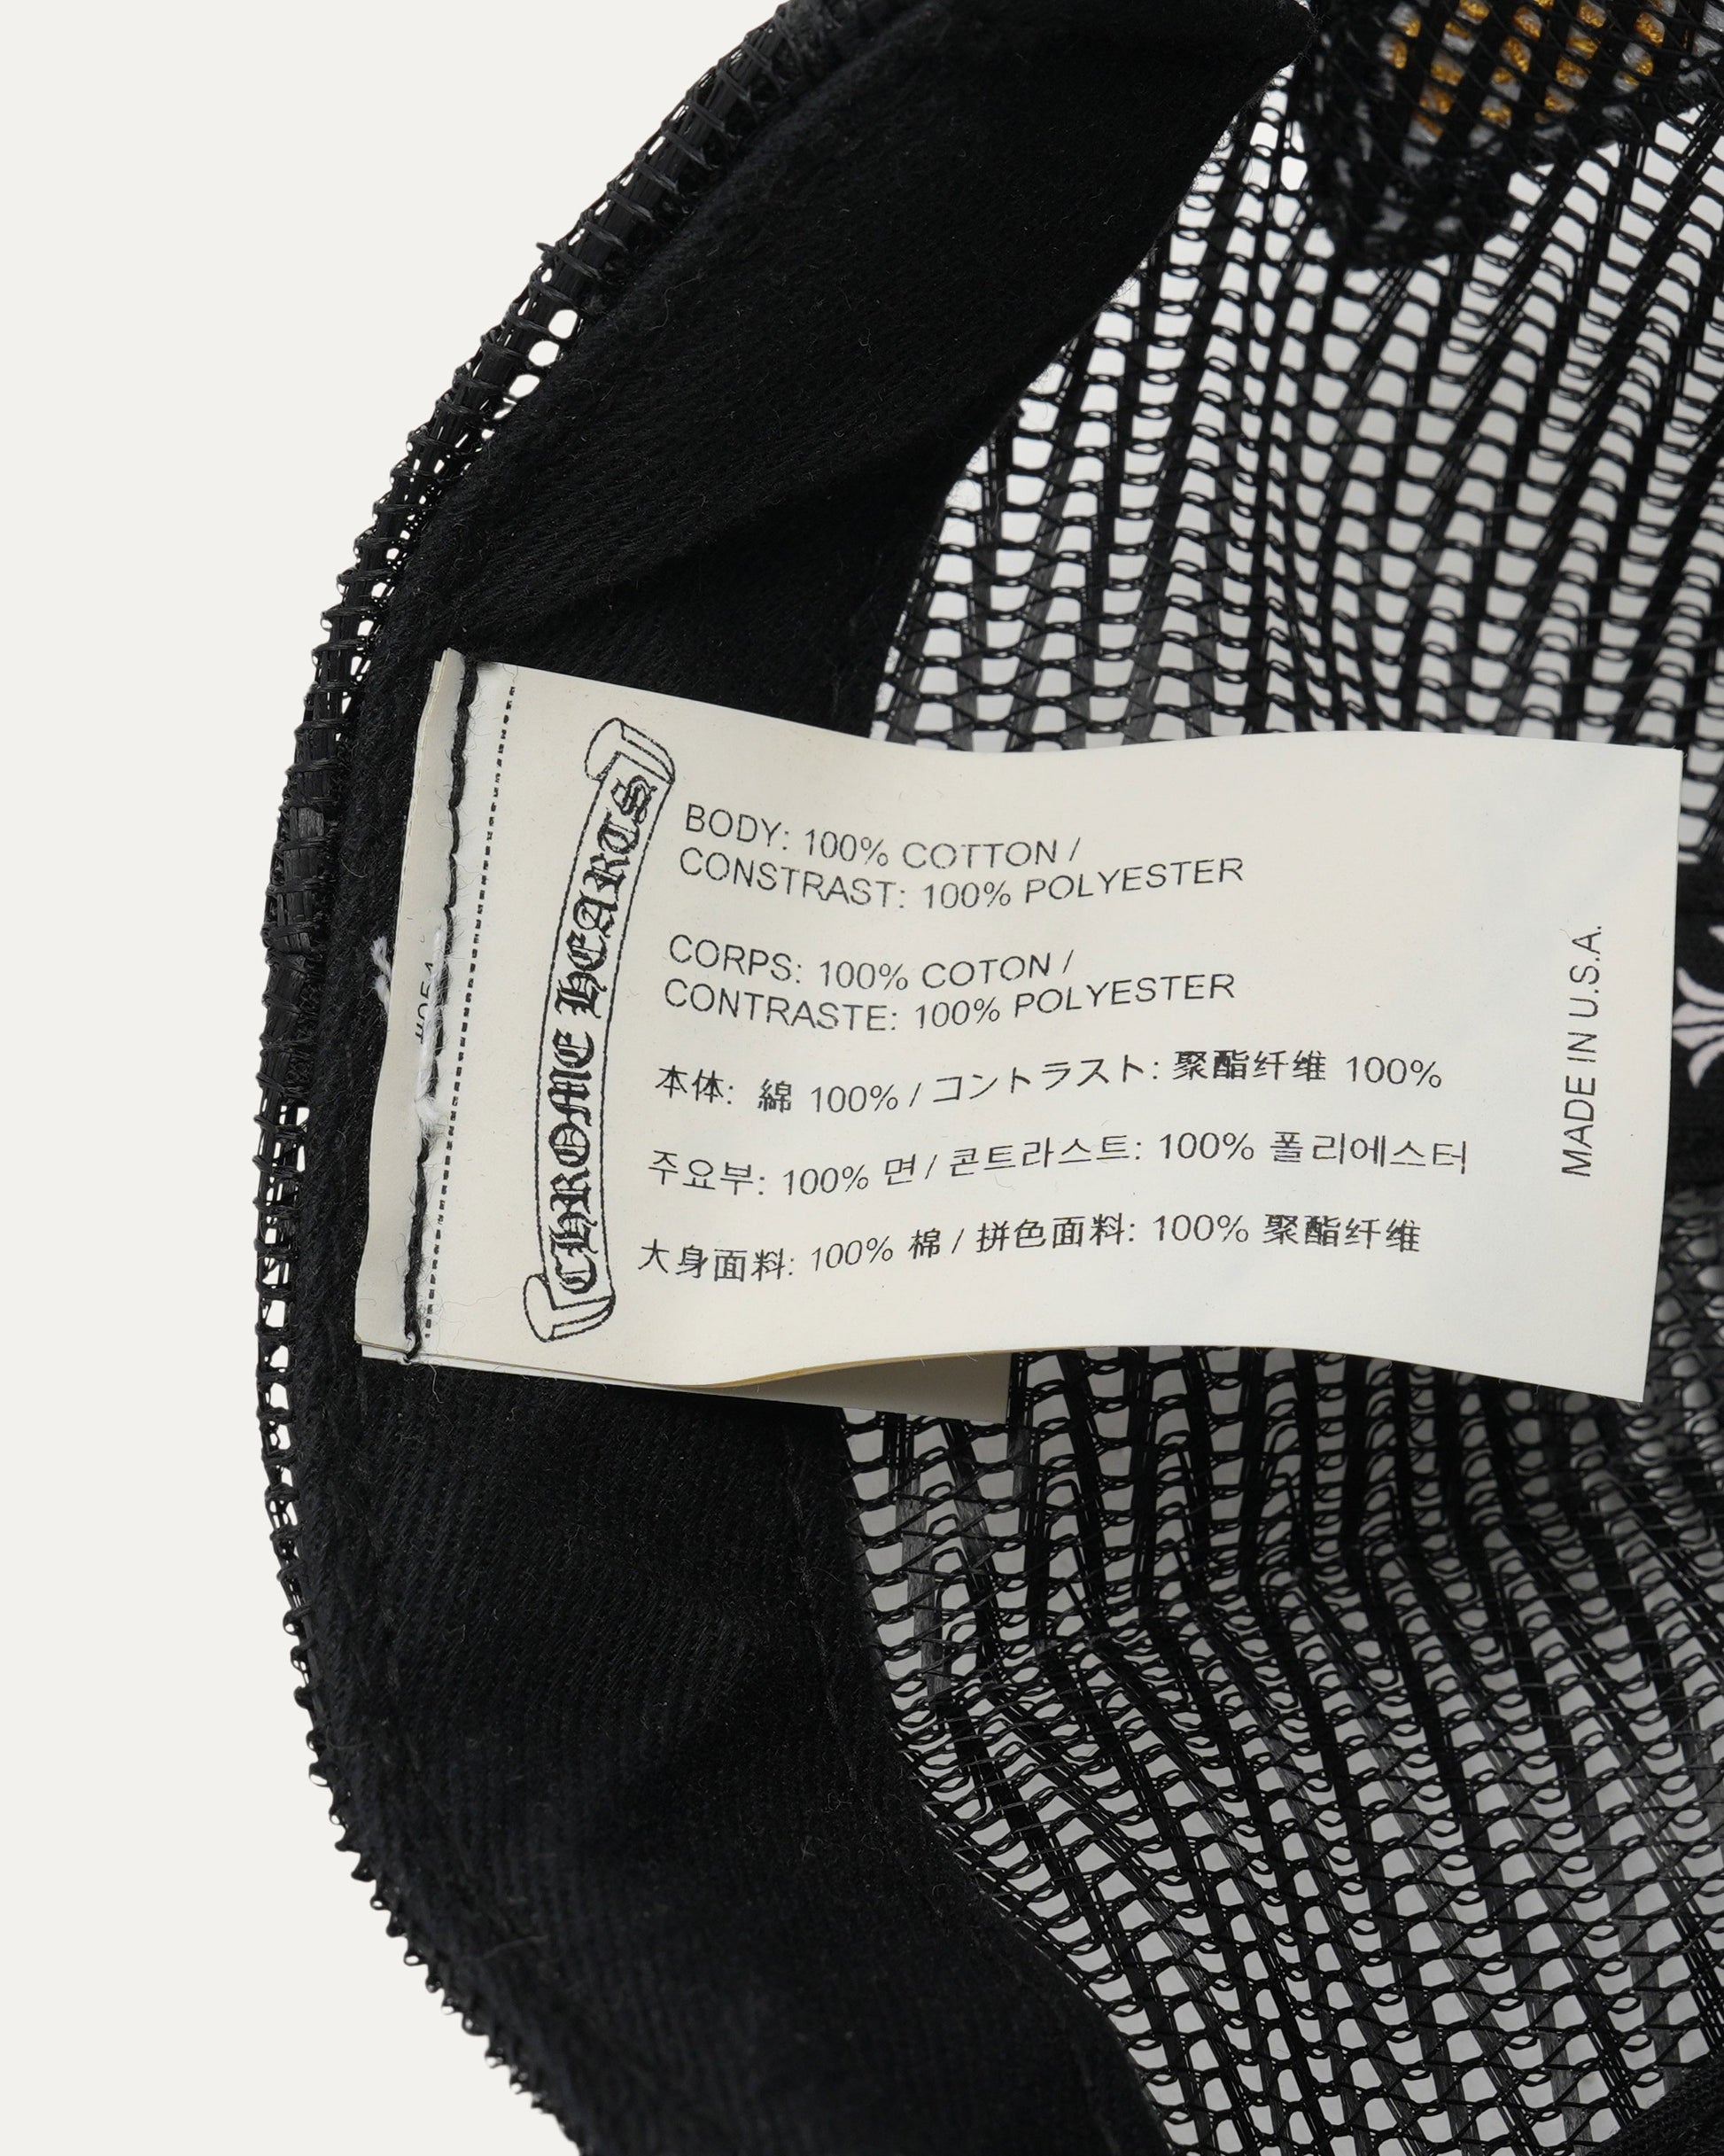 CHROME HEARTS
BODY: 100% COTTON /
CONSTRAST: 100% POLYESTER
CORPS: 100% COTON /
CONTRASTE: 100% POLYESTER
本体: 綿 100% / コントラスト: 聚酯纤维 100%
주요부: 100% 면 / 콘트라스트: 100% 폴리에스터
大身面料: 100% 棉 / 拼色面料: 100% 聚酯纤维
MADE IN U.S.A.